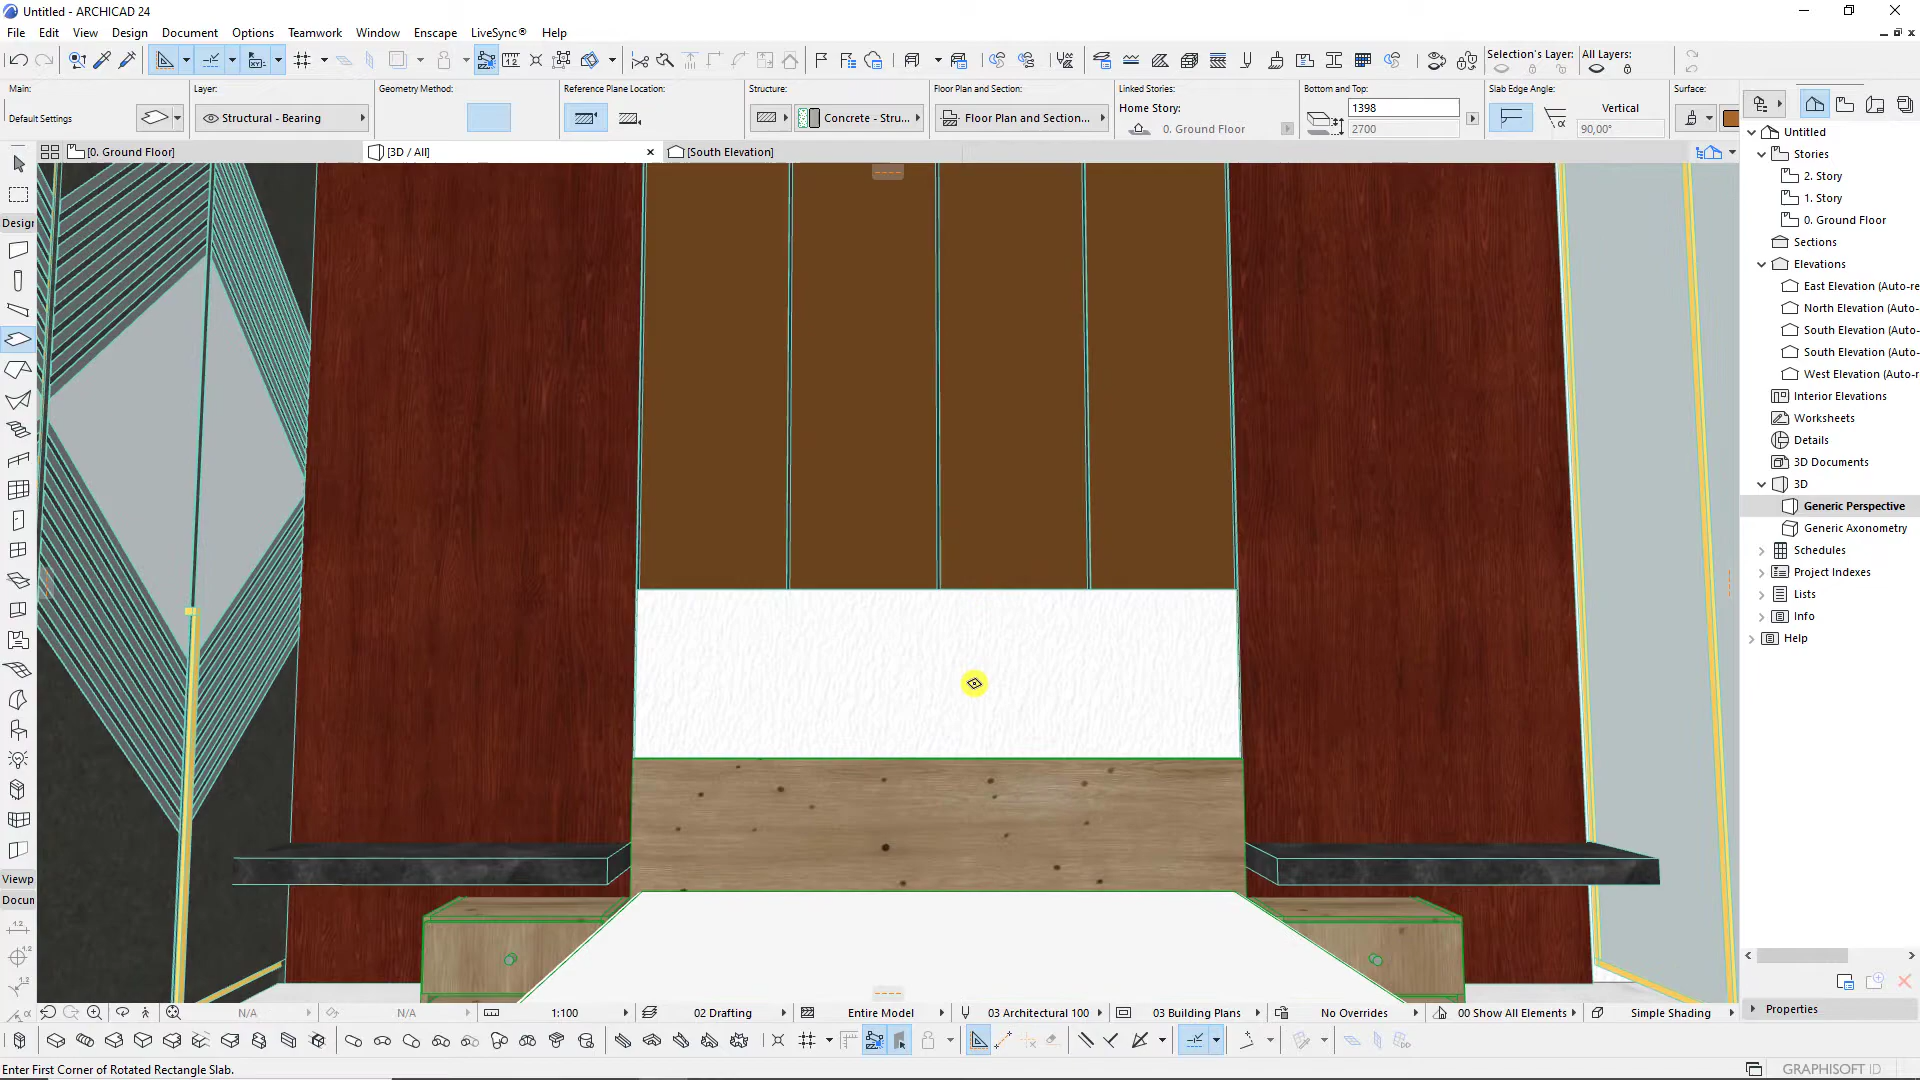 Untitled - ARCHICAD 24
File Edit View Design Document Options Teamwork Window Enscape LiveSync® Help
Selection's Layer: All Layers:
Main: Layer: Geometry Method: Reference Plane Location: Structure: Floor Plan and Section: Linked Stories: Bottom and Top: Slab Edge Angle: Surface:
Default Settings Structural - Bearing Concrete - Stru... Floor Plan and Section... Home Story: 1398 Vertical
0. Ground Floor 2700 90,00°
[0. Ground Floor] [3D / All] [South Elevation]
Untitled
Stories
2. Story
1. Story
0. Ground Floor
Sections
Elevations
East Elevation (Auto-re
North Elevation (Auto-
South Elevation (Auto-
South Elevation (Auto-
West Elevation (Auto-r
Interior Elevations
Worksheets
Details
3D Documents
3D
Generic Perspective
Generic Axonometry
Schedules
Project Indexes
Lists
Info
Help
Properties
Design
Viewp
Docum
N/A N/A 1:100 02 Drafting Entire Model 03 Architectural 100 03 Building Plans No Overrides 00 Show All Elements Simple Shading
Enter First Corner of Rotated Rectangle Slab.
GRAPHISOFT ID